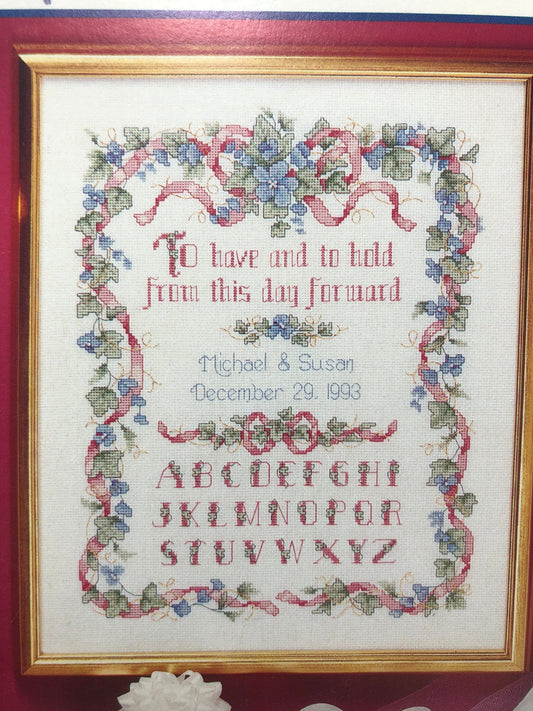 To have and to hold
from this day forward
Michael & Susan
December 29, 1993
ABCDEFGHI
JKLMNOPQR
STUVWXYZ